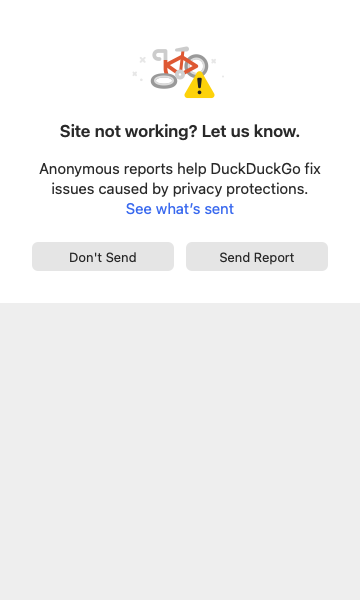 Site not working? Let us know.
Anonymous reports help DuckDuckGo fix
issues caused by privacy protections.
See what’s sent
Don't Send
Send Report